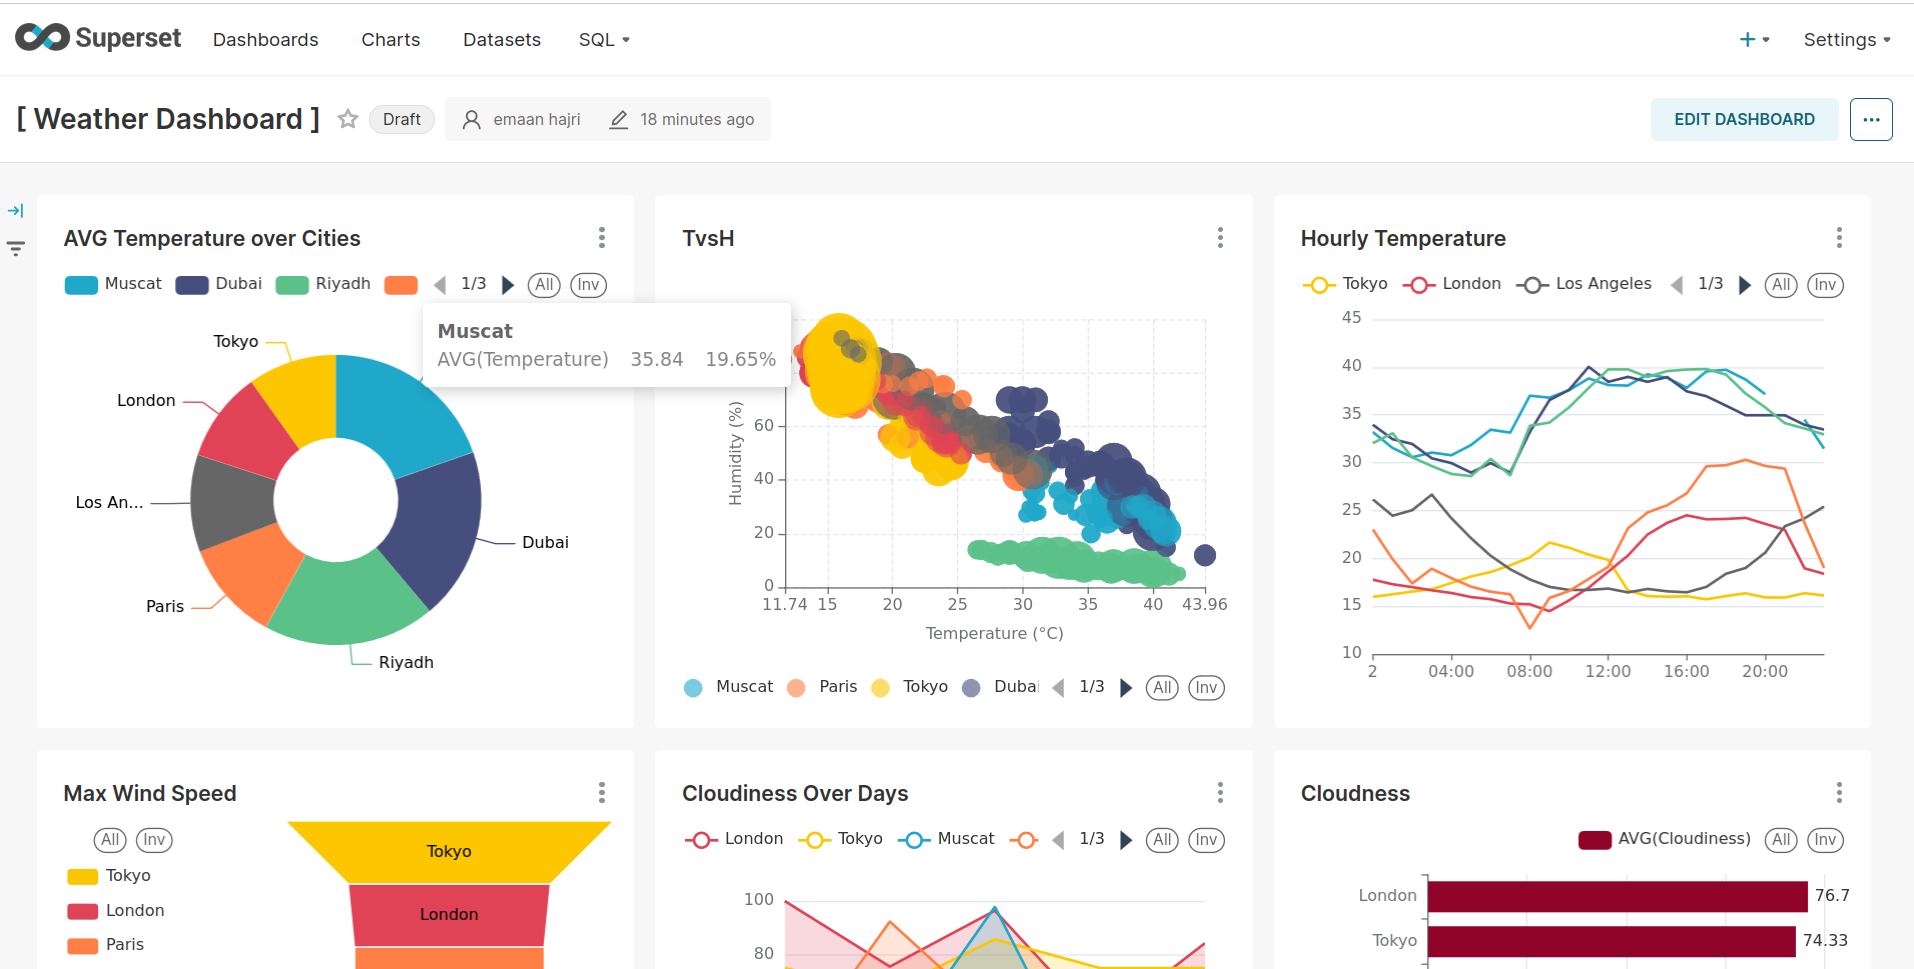 Superset Dashboards Charts Datasets SQL + Settings
[ Weather Dashboard ] Draft emaan hajri 18 minutes ago EDIT DASHBOARD ...
AVG Temperature over Cities
Muscat Dubai Riyadh 1/3 All Inv
Muscat
AVG(Temperature) 35.84 19.65%
Tokyo
London
Los An...
Dubai
Paris
Riyadh
TvsH
Humidity (%)
60
40
20
0
11.74 15 20 25 30 35 40 43.96
Temperature (°C)
Muscat Paris Tokyo Dubai 1/3 All Inv
Hourly Temperature
Tokyo London Los Angeles 1/3 All Inv
45
40
35
30
25
20
15
10
2 04:00 08:00 12:00 16:00 20:00
Max Wind Speed
All Inv
Tokyo
London
Paris
Tokyo
London
Cloudiness Over Days
London Tokyo Muscat 1/3 All Inv
100
80
Cloudness
AVG(Cloudiness) All Inv
London 76.7
Tokyo 74.33